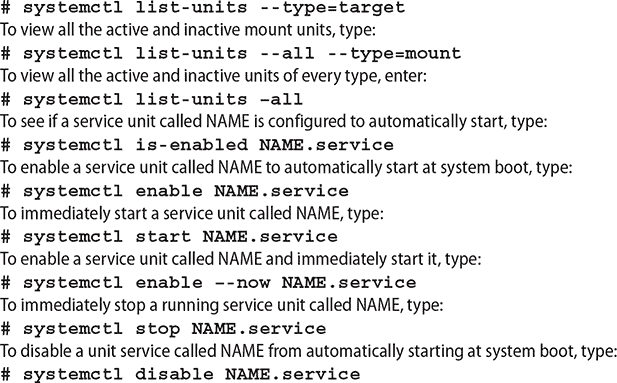 # systemctl list-units --type=target
To view all the active and inactive mount units, type:
# systemctl list-units --all --type=mount
To view all the active and inactive units of every type, enter:
# systemctl list-units –all
To see if a service unit called NAME is configured to automatically start, type:
# systemctl is-enabled NAME.service
To enable a service unit called NAME to automatically start at system boot, type:
# systemctl enable NAME.service
To immediately start a service unit called NAME, type:
# systemctl start NAME.service
To enable a service unit called NAME and immediately start it, type:
# systemctl enable --now NAME.service
To immediately stop a running service unit called NAME, type:
# systemctl stop NAME.service
To disable a unit service called NAME from automatically starting at system boot, type:
# systemctl disable NAME.service